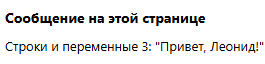 Сообщение на этой странице
Строки и переменные 3: "Привет, Леонид!"